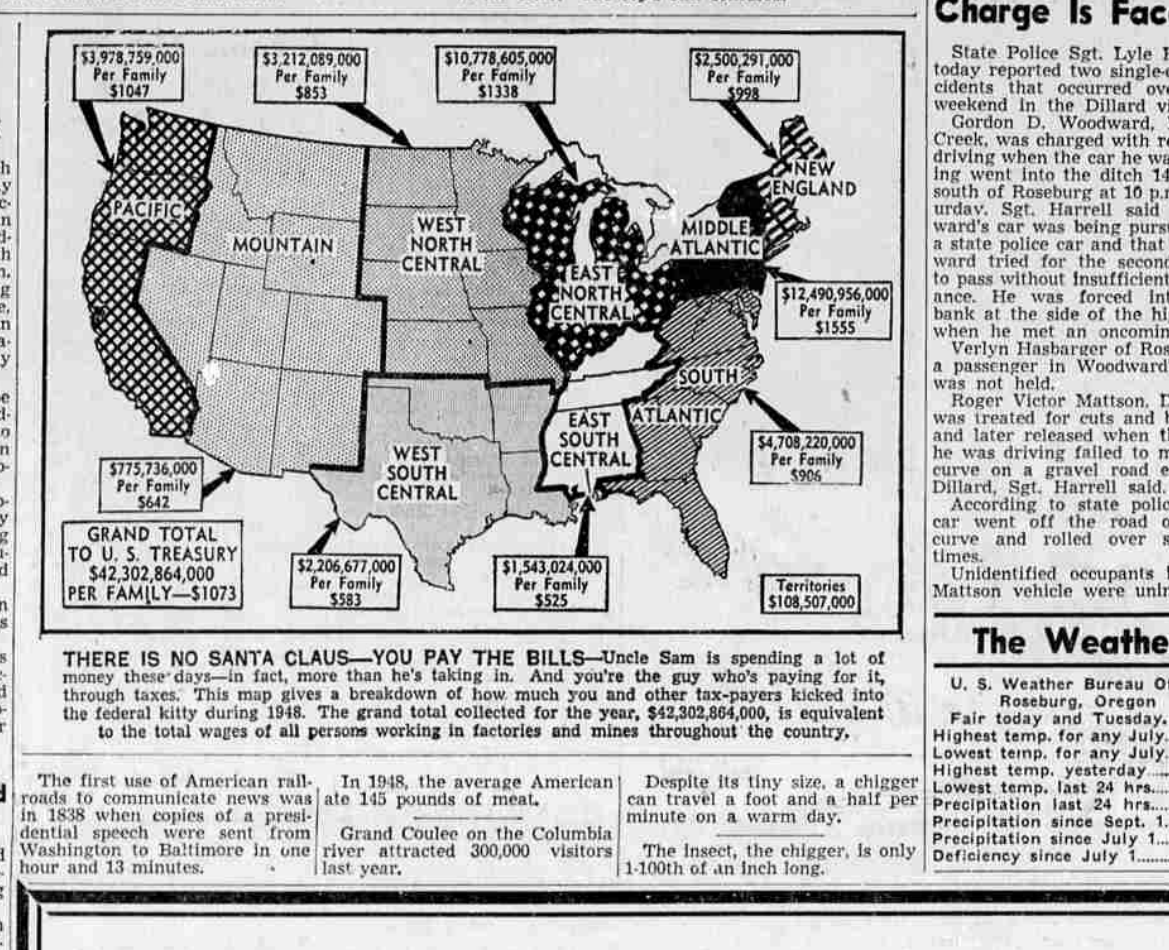 $3,978,759,000
Per Family
$1047
$3,212,089,000
Per Family
$853
$10,778,605,000
Per Family
$1338
$2,500,291,000
Per Family
$998
PACIFIC
MOUNTAIN
WEST
NORTH
CENTRAL
EAST
NORTH
CENTRAL
MIDDLE
ATLANTIC
NEW
ENGLAND
$12,490,956,000
Per Family
$1555
SOUTH
ATLANTIC
EAST
SOUTH
CENTRAL
WEST
SOUTH
CENTRAL
$4,708,220,000
Per Family
$906
$775,736,000
Per Family
$642
GRAND TOTAL
TO U. S. TREASURY
$42,302,864,000
PER FAMILY—$1073
$2,206,677,000
Per Family
$583
$1,543,024,000
Per Family
$525
Territories
$108,507,000
THERE IS NO SANTA CLAUS—YOU PAY THE BILLS—Uncle Sam is spending a lot of
money these days—in fact, more than he's taking in. And you're the guy who's paying for it,
through taxes. This map gives a breakdown of how much you and other tax-payers kicked into
the federal kitty during 1948. The grand total collected for the year, $42,302,864,000, is equivalent
to the total wages of all persons working in factories and mines throughout the country.
The first use of American rail-
roads to communicate news was
in 1838 when copies of a presi-
dential speech were sent from
Washington to Baltimore in one
hour and 13 minutes.
In 1948, the average American
ate 145 pounds of meat.
Grand Coulee on the Columbia
river attracted 300,000 visitors
last year.
Despite its tiny size, a chigger
can travel a foot and a half per
minute on a warm day.
The insect, the chigger, is only
1-100th of an inch long.
Charge Is
State Police Sgt. Lyle
today reported two single-
cidents that occurred
weekend in the Dillard
Gordon D. Woodward,
Creek, was charged with
driving when the car he
ing went into the ditch
south of Roseburg at 10
urday. Sgt. Harrell said
ward's car was being
a state police car and that
ward tried for the second
to pass without insufficient
ance. He was forced
bank at the side of the
when he met an
Verlyn Hasbarger of
a passenger in Woodward
was not held.
Roger Victor Mattson,
was treated for cuts and
and later released when
he was driving failed to
curve on a gravel road
Dillard, Sgt. Harrell said.
According to state
car went off the road
curve and rolled over
times.
Unidentified occupants
Mattson vehicle were
The
U. S. Weather Bureau
Roseburg, Oregon
Fair today and Tuesday.
Highest temp. for any July
Lowest temp. for any July
Highest temp. yesterday
Lowest temp. last 24 hrs.
Precipitation last 24 hrs.
Precipitation since Sept. 1
Precipitation since July 1
Deficiency since July 1